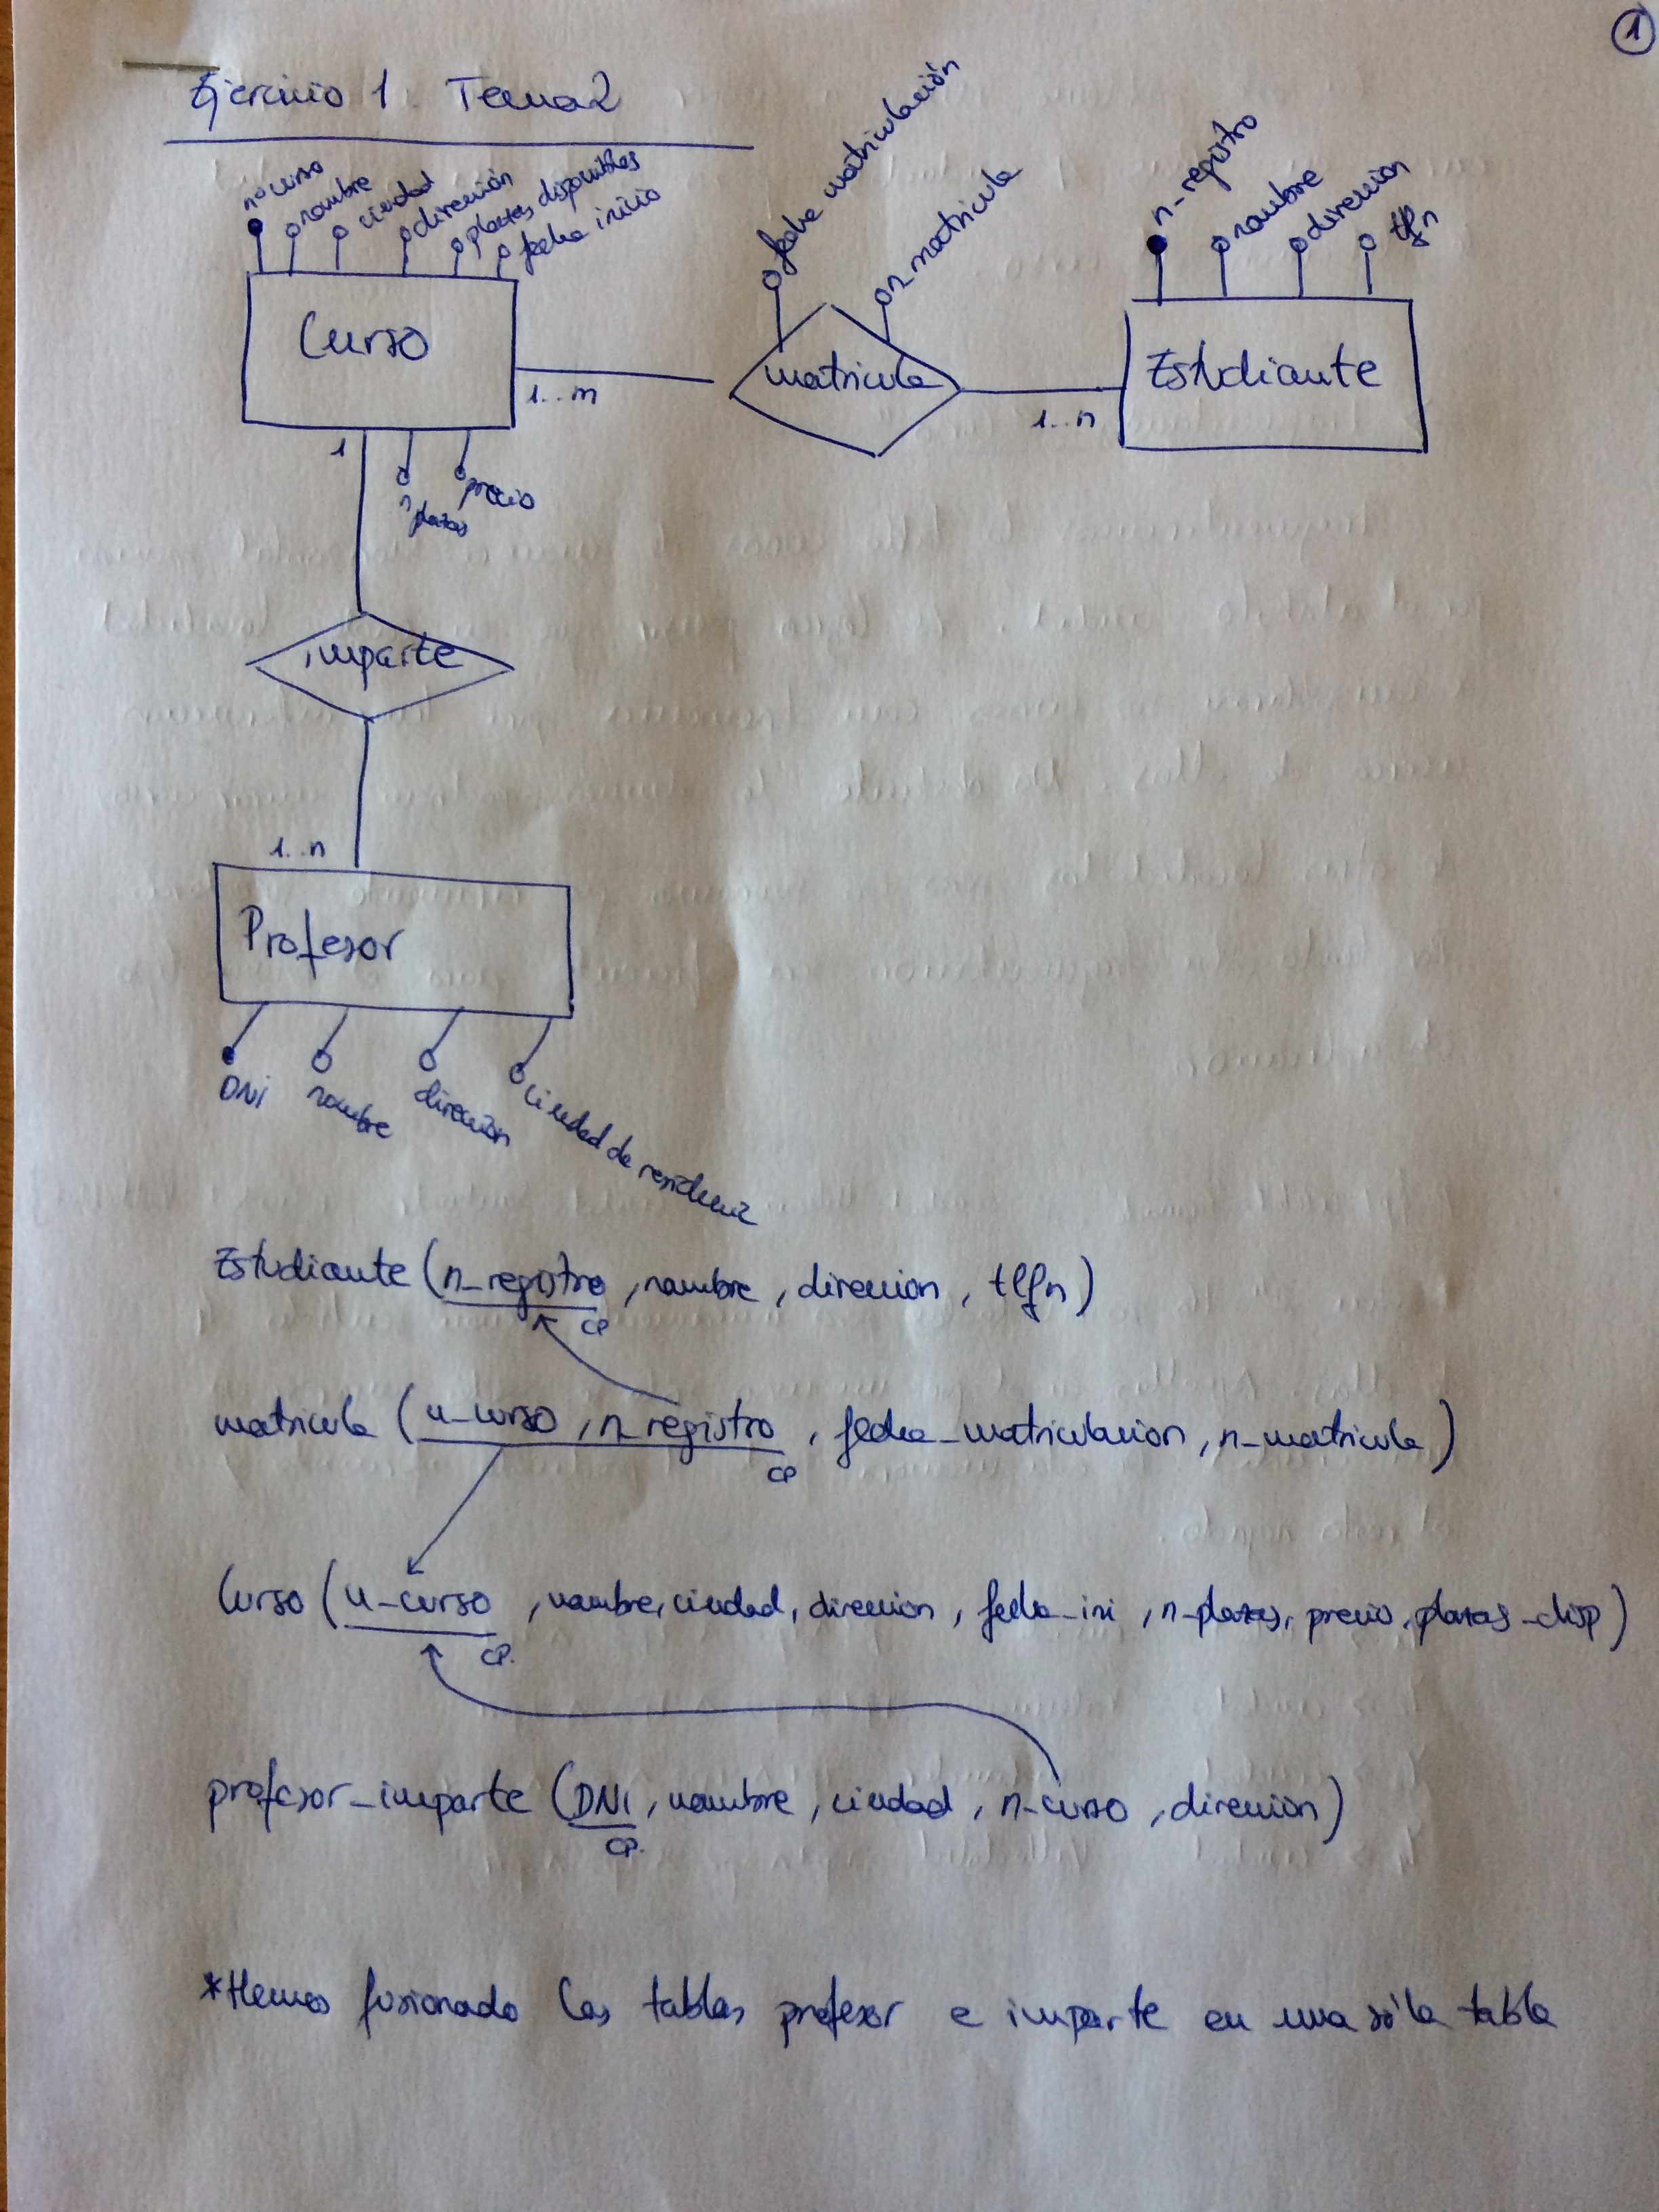 1
Ejercicio 1. Tema 2
nº curso
nombre
ciudad
dirección
plazas disponibles
fecha inicio
fecha matriculación
n_matricula
n_registro
nombre
direccion
tlfn
Curso
matricula
Estudiante
1..m
1..n
1
n plazas
precio
imparte
1..n
Profesor
DNI
nombre
dirección
ciudad de residencia
Estudiante (n_registro, nombre, direccion, tlfn)
CP
matricula (n_curso, n_registro, fecha_matriculacion, n_matricula)
CP
Curso (n_curso, nombre, ciudad, direccion, fecha_ini, n_plazas, precio, plazas_disp)
CP.
profesor_imparte (DNI, nombre, ciudad, n_curso, direccion)
CP.
*Hemos fusionado las tablas profesor e imparte en una sóla tabla